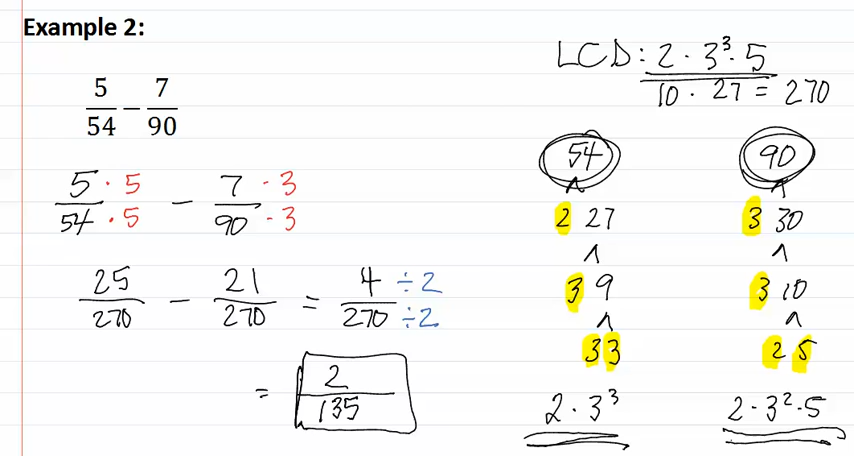 Example 2:
5/54 − 7/90
5/54 · 5/· 5 − 7/90 · 3/· 3
25/270 − 21/270 = 4/270 ÷2/÷2
= 2/135
LCD: 2 · 3³ · 5
10 · 27 = 270
54
2 27
3 9
3 3
2 · 3³
90
3 30
3 10
2 5
2 · 3² · 5